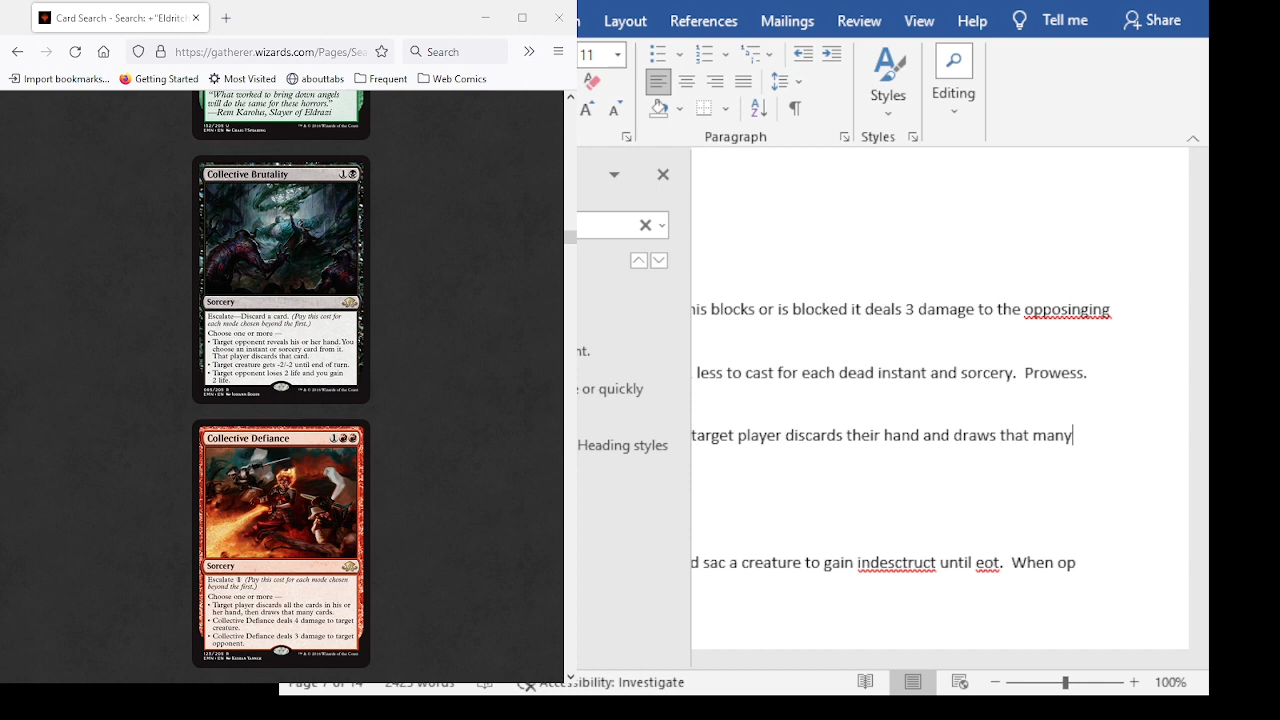 Card Search - Search: +"Eldritch
https://gatherer.wizards.com/Pages/Sea
Search
Import bookmarks...
Getting Started
Most Visited
abouttabs
Frequent
Web Comics
"What worked to bring down angels
will do the same for these horrors."
—Rem Karolus, Slayer of Eldrazi
Collective Brutality
1
Sorcery
Escalate—Discard a card. (Pay this cost for
each mode chosen beyond the first.)
Choose one or more —
• Target opponent reveals his or her hand. You
choose an instant or sorcery card from it.
That player discards that card.
• Target creature gets -2/-2 until end of turn.
• Target opponent loses 2 life and you gain
2 life.
Collective Defiance
1
Sorcery
Escalate 1 (Pay this cost for each mode chosen
beyond the first.)
Choose one or more —
• Target player discards all the cards in his or
her hand, then draws that many cards.
• Collective Defiance deals 4 damage to target
creature.
• Collective Defiance deals 3 damage to target
opponent.
Layout
References
Mailings
Review
View
Help
Tell me
Share
11
Styles
Editing
Paragraph
Styles
his blocks or is blocked it deals 3 damage to the opposinging
nt.
less to cast for each dead instant and sorcery.  Prowess.
e or quickly
target player discards their hand and draws that many
Heading styles
d sac a creature to gain indesctruct until eot.  When op
Page 7 of 14
2423 words
Accessibility: Investigate
100%